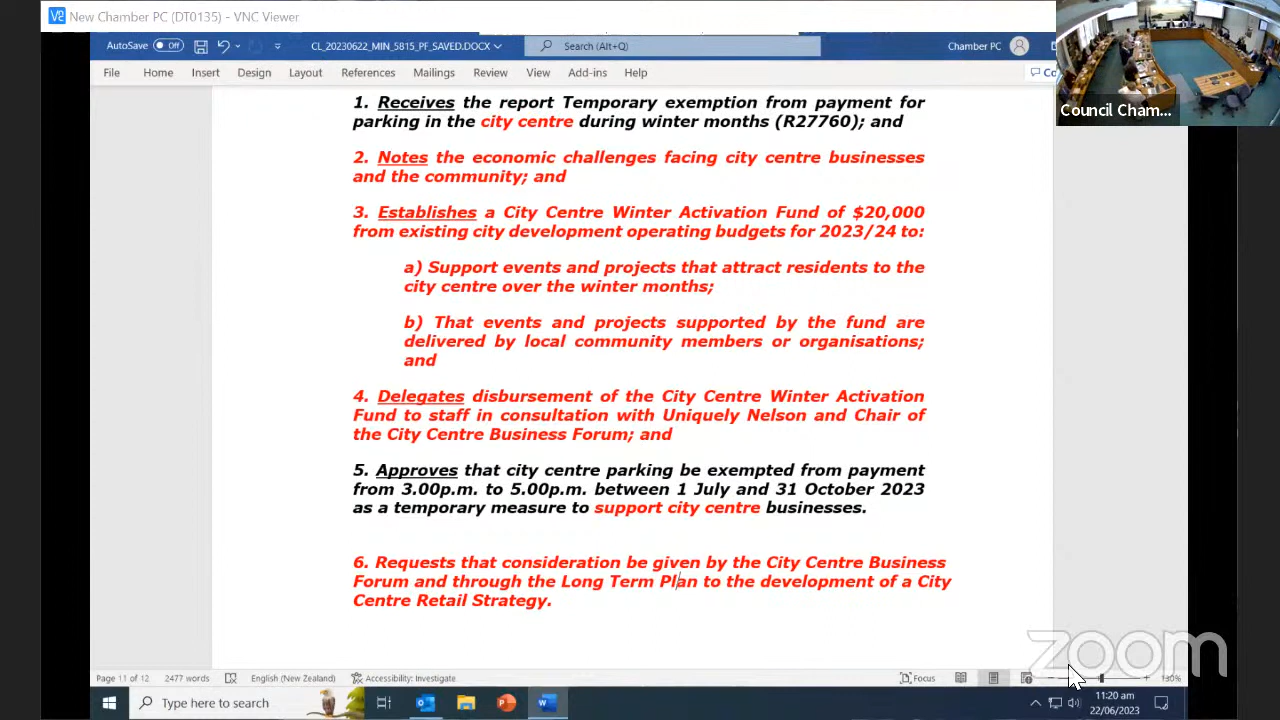 New Chamber PC (DT0135) - VNC Viewer
AutoSave Off CL_20230622_MIN_5815_PF_SAVED.DOCX Search (Alt+Q) Chamber PC
File Home Insert Design Layout References Mailings Review View Add-ins Help Co
Council Cham...
1. Receives the report Temporary exemption from payment for
parking in the city centre during winter months (R27760); and
2. Notes the economic challenges facing city centre businesses
and the community; and
3. Establishes a City Centre Winter Activation Fund of $20,000
from existing city development operating budgets for 2023/24 to:
a) Support events and projects that attract residents to the
city centre over the winter months;
b) That events and projects supported by the fund are
delivered by local community members or organisations;
and
4. Delegates disbursement of the City Centre Winter Activation
Fund to staff in consultation with Uniquely Nelson and Chair of
the City Centre Business Forum; and
5. Approves that city centre parking be exempted from payment
from 3.00p.m. to 5.00p.m. between 1 July and 31 October 2023
as a temporary measure to support city centre businesses.
6. Requests that consideration be given by the City Centre Business
Forum and through the Long Term Plan to the development of a City
Centre Retail Strategy.
zoom
Page 11 of 12 2477 words English (New Zealand) Accessibility: Investigate Focus 130%
Type here to search
11:20 am
22/06/2023